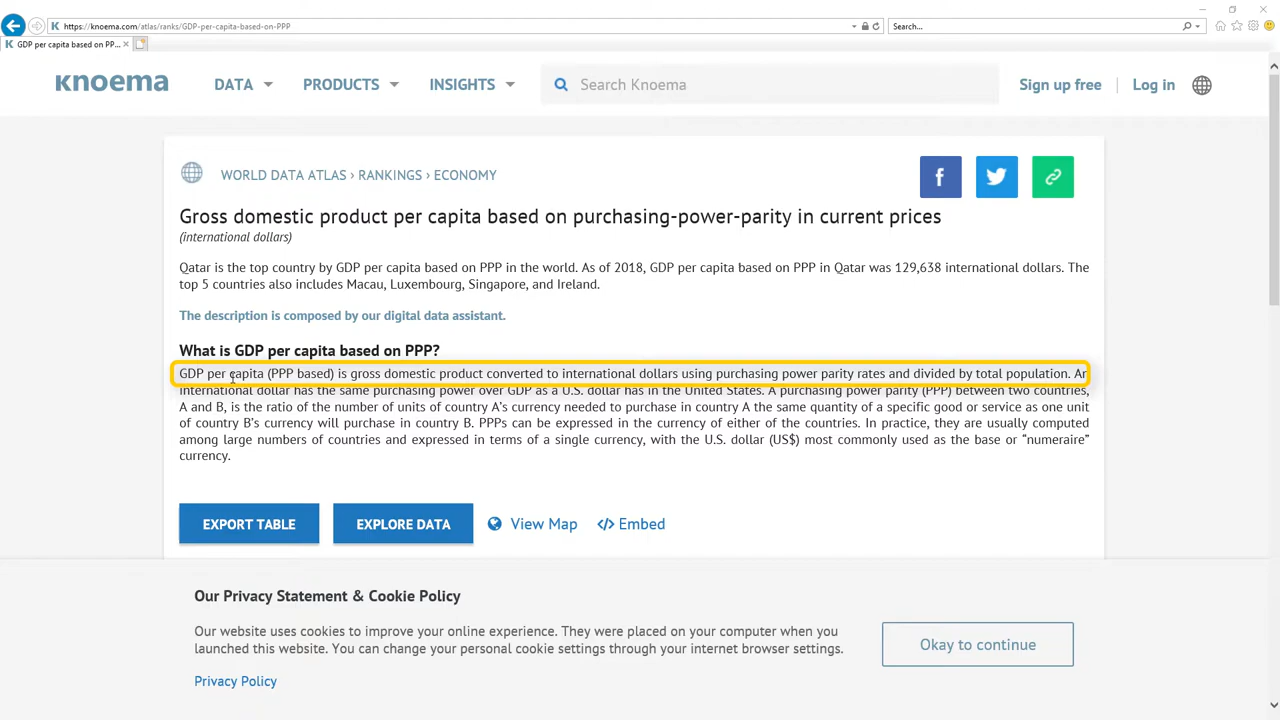 https://knoema.com/atlas/ranks/GDP-per-capita-based-on-PPP
Search...
GDP per capita based on PP...
knoema
DATA
PRODUCTS
INSIGHTS
Search Knoema
Sign up free
Log in
WORLD DATA ATLAS › RANKINGS › ECONOMY
Gross domestic product per capita based on purchasing-power-parity in current prices
(international dollars)
Qatar is the top country by GDP per capita based on PPP in the world. As of 2018, GDP per capita based on PPP in Qatar was 129,638 international dollars. The
top 5 countries also includes Macau, Luxembourg, Singapore, and Ireland.
The description is composed by our digital data assistant.
What is GDP per capita based on PPP?
GDP per capita (PPP based) is gross domestic product converted to international dollars using purchasing power parity rates and divided by total population. An
international dollar has the same purchasing power over GDP as a U.S. dollar has in the United States. A purchasing power parity (PPP) between two countries,
A and B, is the ratio of the number of units of country A’s currency needed to purchase in country A the same quantity of a specific good or service as one unit
of country B’s currency will purchase in country B. PPPs can be expressed in the currency of either of the countries. In practice, they are usually computed
among large numbers of countries and expressed in terms of a single currency, with the U.S. dollar (US$) most commonly used as the base or “numeraire”
currency.
EXPORT TABLE
EXPLORE DATA
View Map
</> Embed
Our Privacy Statement & Cookie Policy
Our website uses cookies to improve your online experience. They were placed on your computer when you
launched this website. You can change your personal cookie settings through your internet browser settings.
Okay to continue
Privacy Policy